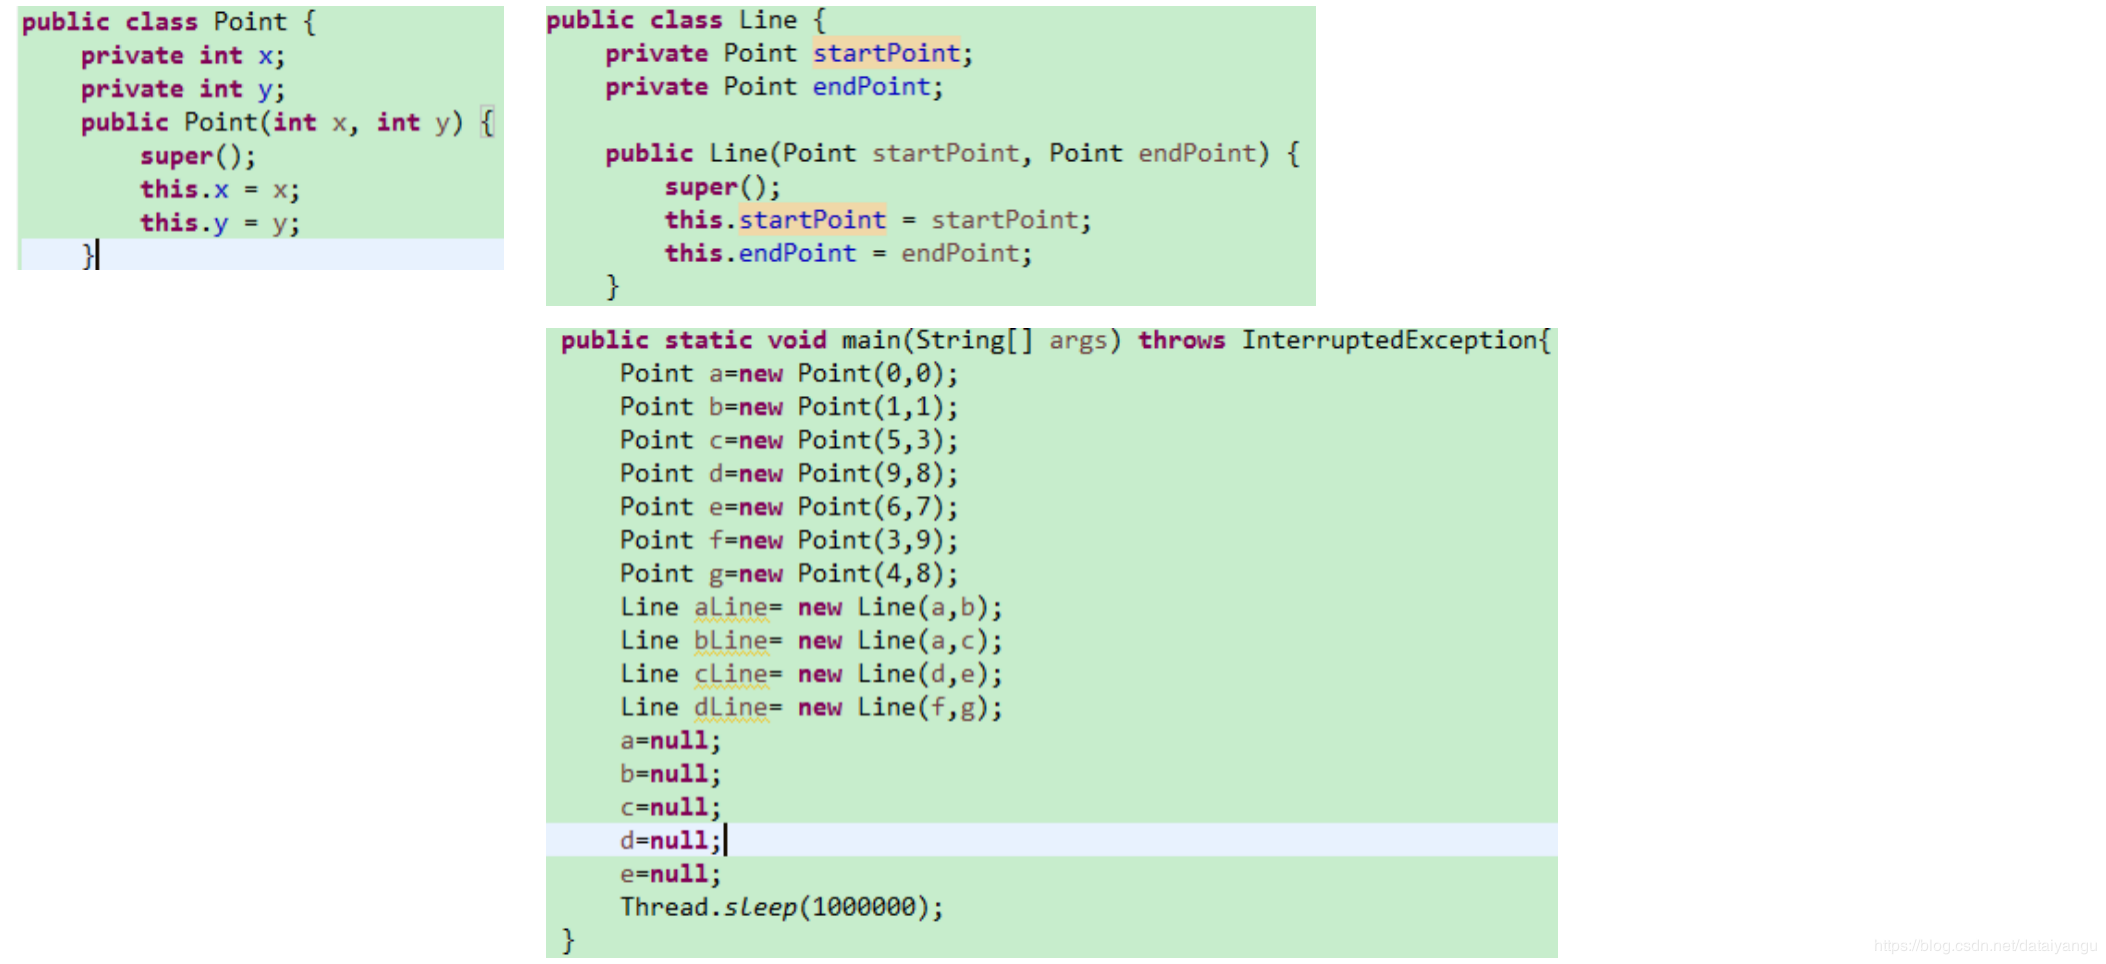 public class Point {
    private int x;
    private int y;
    public Point(int x, int y) {
        super();
        this.x = x;
        this.y = y;
    }
public class Line {
    private Point startPoint;
    private Point endPoint;

    public Line(Point startPoint, Point endPoint) {
        super();
        this.startPoint = startPoint;
        this.endPoint = endPoint;
    }
public static void main(String[] args) throws InterruptedException{
    Point a=new Point(0,0);
    Point b=new Point(1,1);
    Point c=new Point(5,3);
    Point d=new Point(9,8);
    Point e=new Point(6,7);
    Point f=new Point(3,9);
    Point g=new Point(4,8);
    Line aLine= new Line(a,b);
    Line bLine= new Line(a,c);
    Line cLine= new Line(d,e);
    Line dLine= new Line(f,g);
    a=null;
    b=null;
    c=null;
    d=null;
    e=null;
    Thread.sleep(1000000);
}
https://blog.csdn.net/dataiyangu